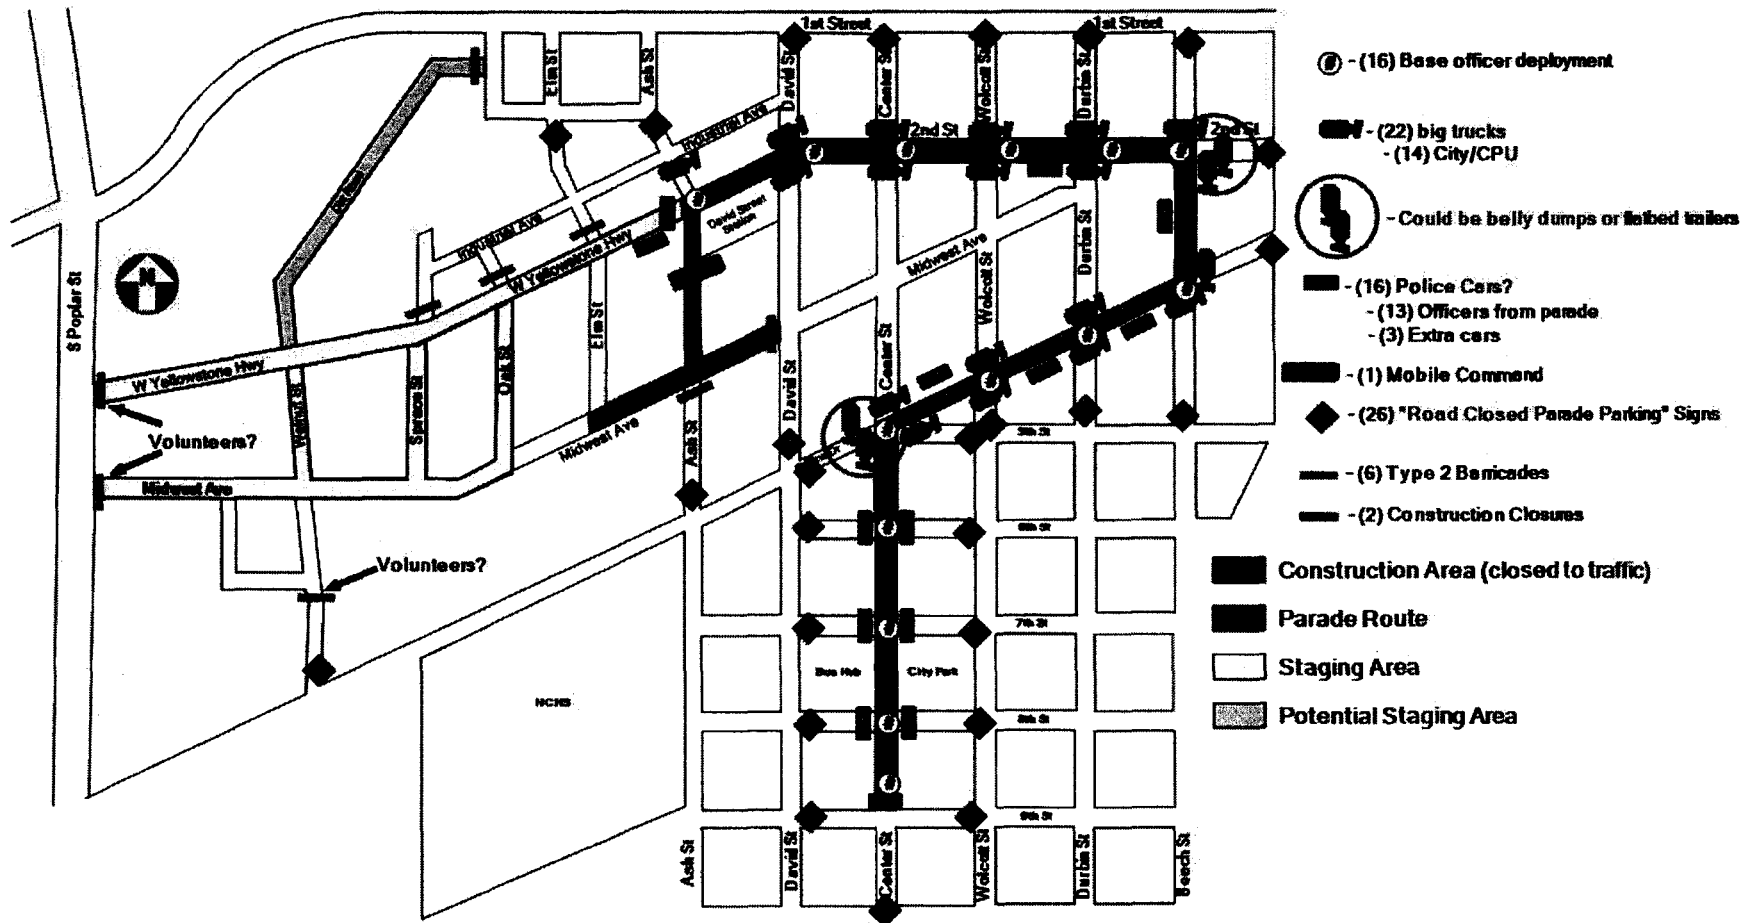 1st Street
1st Street
Elm St
Ash St
David St
Center St
Wolcott St
Durbin St
Industrial Ave
2nd St
2nd St
David Street
Station
Industrial Ave
W Yellowstone Hwy
Midwest Ave
S Poplar St
N
Elm St
Wolcott St
Durbin St
Center St
David St
W Yellowstone Hwy
Walnut St
Spruce St
Oak St
Volunteers?
Midwest Ave
Ash St
Midwest Ave
5th St
6th St
Volunteers?
7th St
Bus Hub
City Park
NCHS
8th St
9th St
Ash St
David St
Center St
Wolcott St
Durbin St
Beech St
- (16) Base officer deployment
- (22) big trucks
- (14) City/CPU
- Could be belly dumps or flatbed trailers
- (16) Police Cars?
- (13) Officers from parade
- (3) Extra cars
- (1) Mobile Command
- (26) "Road Closed Parade Parking" Signs
- (6) Type 2 Barricades
- (2) Construction Closures
Construction Area (closed to traffic)
Parade Route
Staging Area
Potential Staging Area